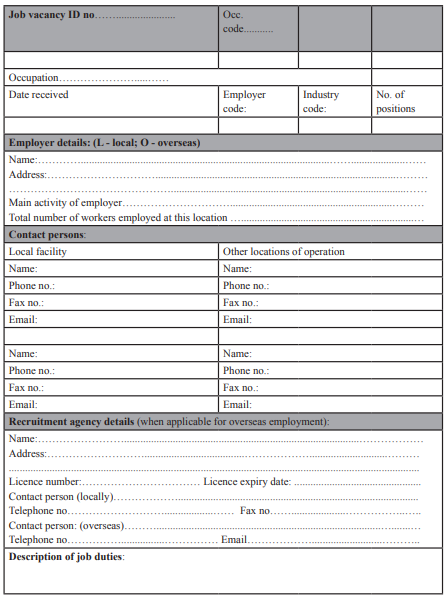 Job vacancy ID no……........................ Occ.
code..........
Occupation……………………......……
Date received Employer Industry No. of
code: code: positions
Employer details: (L - local; O - overseas)
Name:…………........................................................................................……
Address:……………………………………………………………………………
………………………………………………………………………………………
Main activity of employer…………………………………………………………
Total number of workers employed at this location …...........................................…
Contact persons:
Local facility Other locations of operation
Name: Name:
Phone no.: Phone no.:
Fax no.: Fax no.:
Email: Email:
Name: Name:
Phone no.: Phone no.:
Fax no.: Fax no.:
Email: Email:
Recruitment agency details (when applicable for overseas employment):
Name:……………………………………………………………………………
Address:…………………………………………………………………………
..........................................................................................................................
Licence number:………………………… Licence expiry date: ...............................
Contact person (locally)…......................................................................................
Telephone no……………………………… Fax no……………………………
Contact person: (overseas)………..........................................................................
Telephone no…………………………… Email……………………………………
Description of job duties: